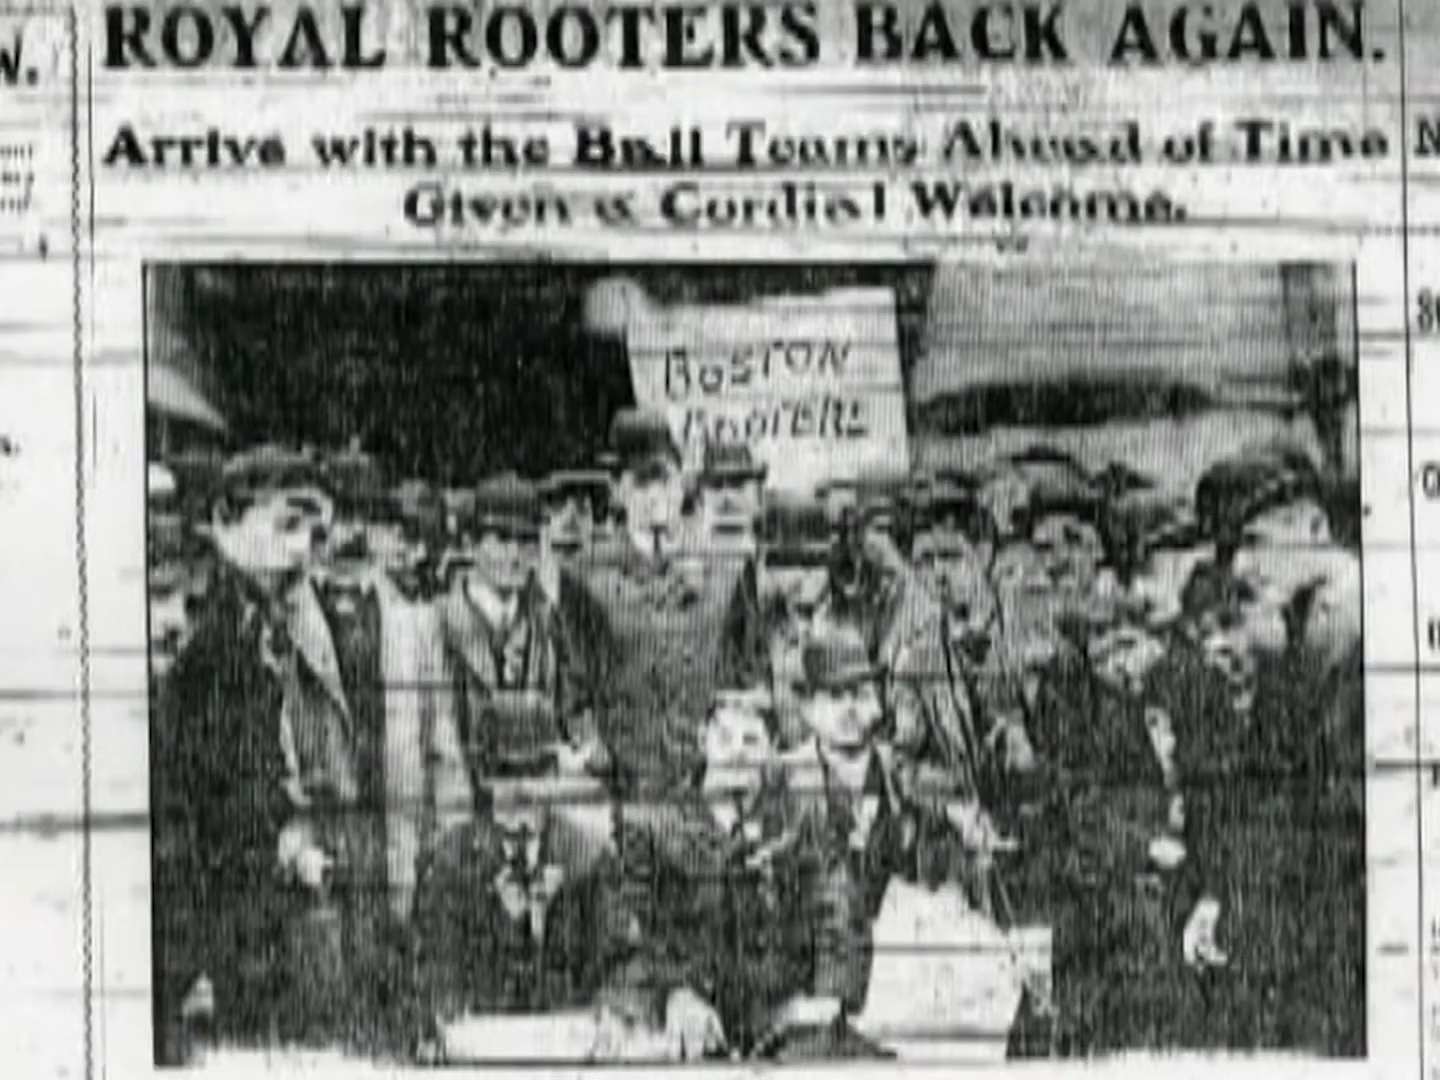 ROYAL ROOTERS BACK AGAIN.
Arrive with the Ball Teams Ahead of Time
Given a Cordial Welcome.
BOSTON
ROOTERS